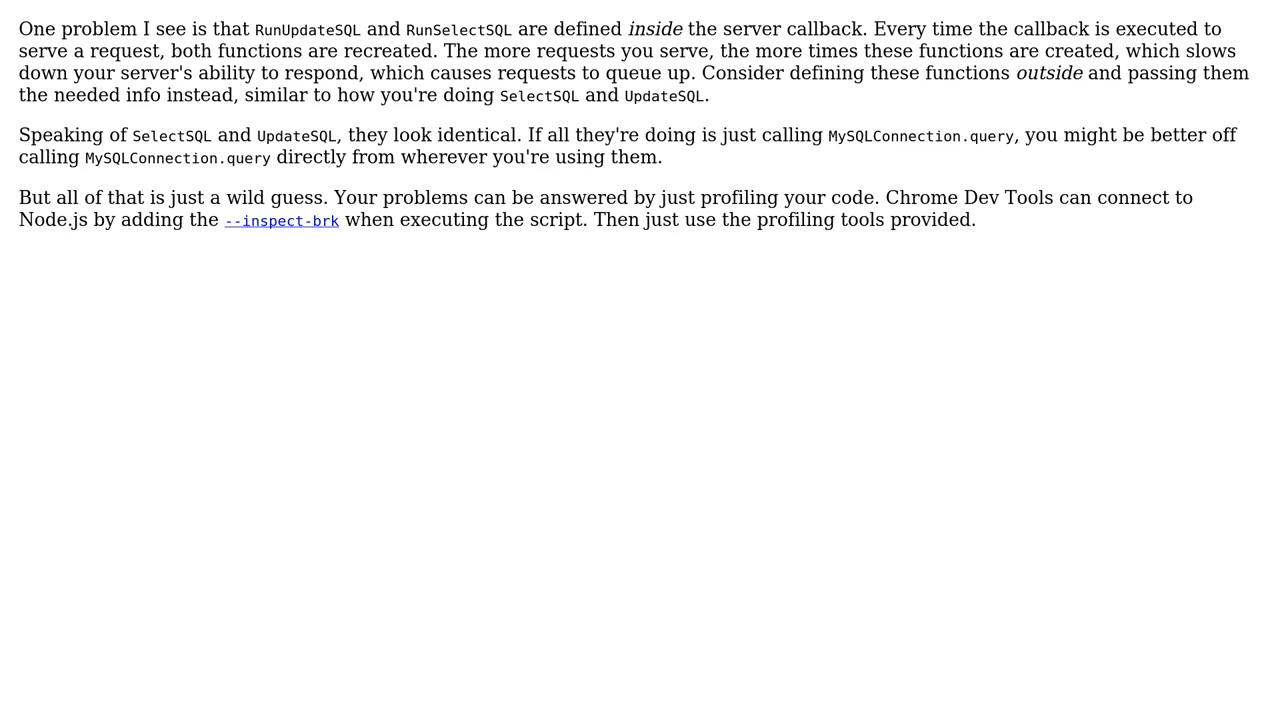 One problem I see is that RunUpdateSQL and RunSelectSQL are defined inside the server callback. Every time the callback is executed to
serve a request, both functions are recreated. The more requests you serve, the more times these functions are created, which slows
down your server's ability to respond, which causes requests to queue up. Consider defining these functions outside and passing them
the needed info instead, similar to how you're doing SelectSQL and UpdateSQL.
Speaking of SelectSQL and UpdateSQL, they look identical. If all they're doing is just calling MySQLConnection.query, you might be better off
calling MySQLConnection.query directly from wherever you're using them.
But all of that is just a wild guess. Your problems can be answered by just profiling your code. Chrome Dev Tools can connect to
Node.js by adding the --inspect-brk when executing the script. Then just use the profiling tools provided.